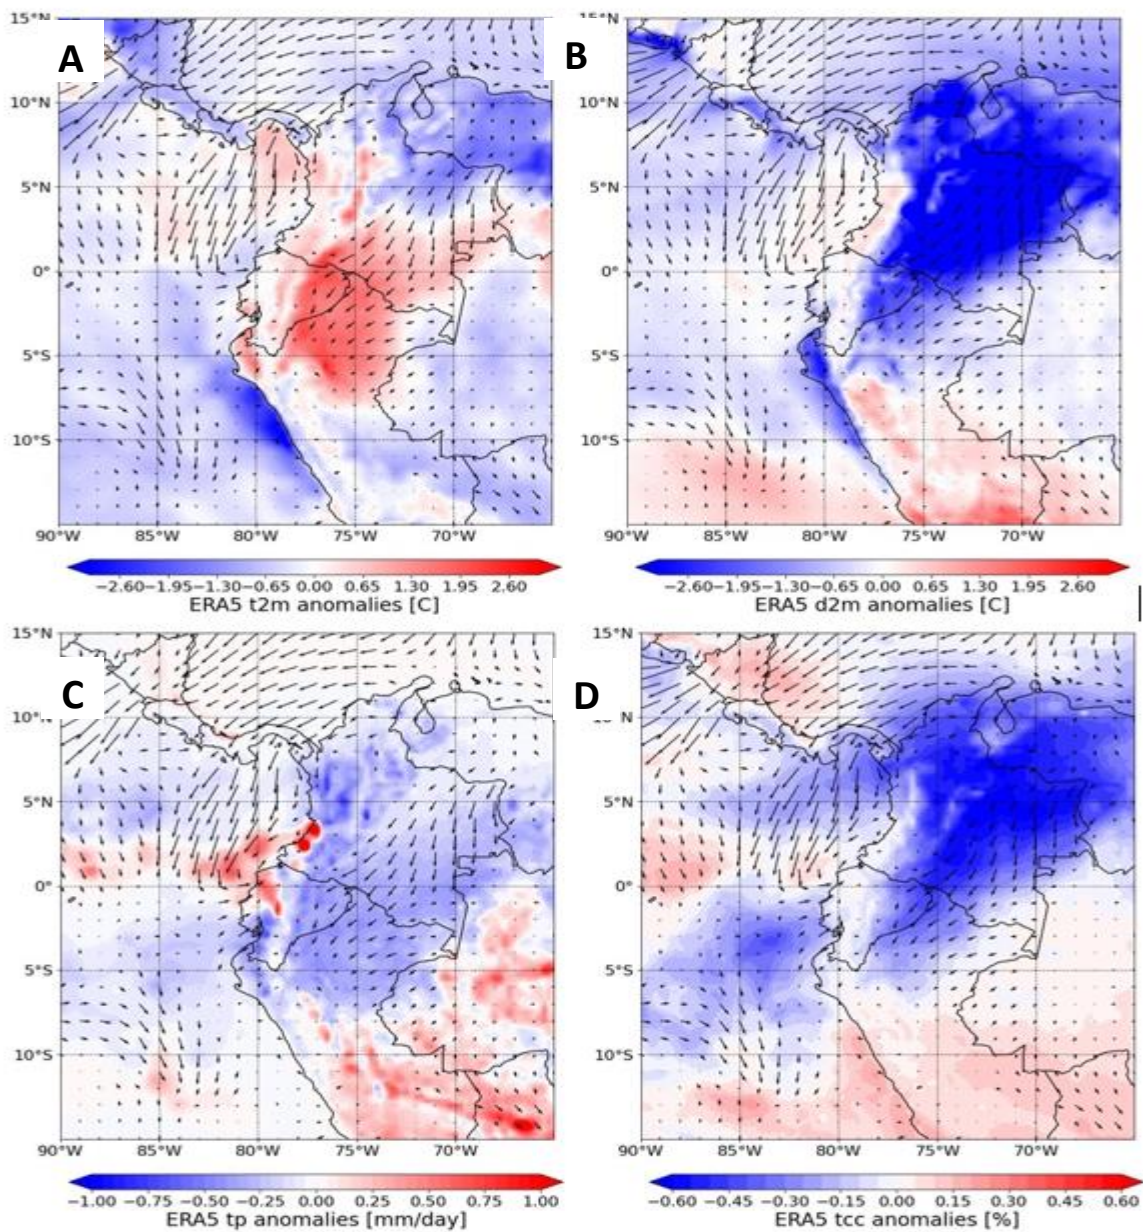 15°N
A
10°N
5°N
0°
5°S
10°S
90°W 85°W 80°W 75°W 70°W
−2.60 −1.95 −1.30 −0.65 0.00 0.65 1.30 1.95 2.60
ERA5 t2m anomalies [C]
B
10°N
5°N
0°
5°S
10°S
90°W 85°W 80°W 75°W 70°W
−2.60 −1.95 −1.30 −0.65 0.00 0.65 1.30 1.95 2.60
ERA5 d2m anomalies [C]
15°N
C
5°N
0°
5°S
10°S
90°W 85°W 80°W 75°W 70°W
−1.00 −0.75 −0.50 −0.25 0.00 0.25 0.50 0.75 1.00
ERA5 tp anomalies [mm/day]
15°N
D
N
5°N
0°
5°S
10°S
90°W 85°W 80°W 75°W 70°W
−0.60 −0.45 −0.30 −0.15 0.00 0.15 0.30 0.45 0.60
ERA5 tcc anomalies [%]